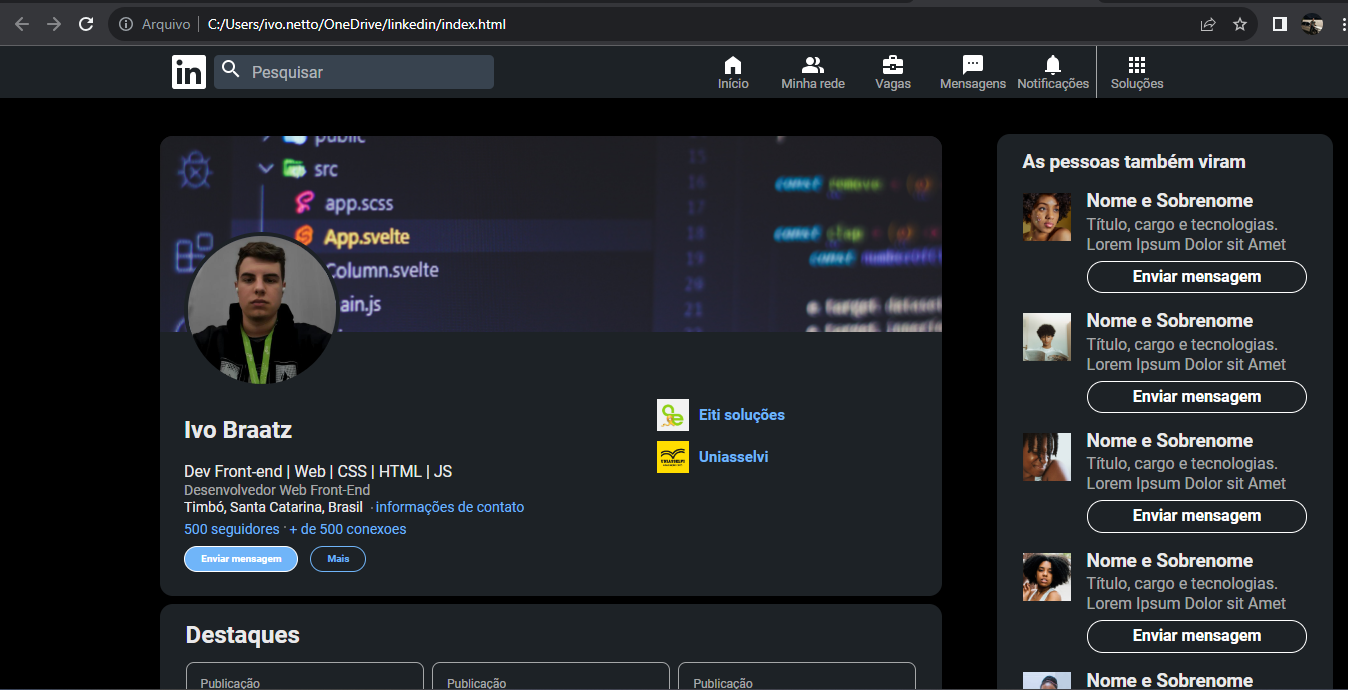 Arquivo
C:/Users/ivo.netto/OneDrive/linkedin/index.html
in
Pesquisar
Início
Minha rede
Vagas
Mensagens
Notificações
Soluções
public
src
app.scss
App.svelte
Column.svelte
ain.js
15
16
17
18
19
20
21
const remove = (o)
const clap = (o)
const
Ivo Braatz
Dev Front-end | Web | CSS | HTML | JS
Desenvolvedor Web Front-End
Timbó, Santa Catarina, Brasil · informações de contato
500 seguidores · + de 500 conexoes
Enviar mensagem
Mais
Eiti soluções
UNIASSELVI
Uniasselvi
Destaques
Publicação
Publicação
Publicação
As pessoas também viram
Nome e Sobrenome
Título, cargo e tecnologias.
Lorem Ipsum Dolor sit Amet
Enviar mensagem
Nome e Sobrenome
Título, cargo e tecnologias.
Lorem Ipsum Dolor sit Amet
Enviar mensagem
Nome e Sobrenome
Título, cargo e tecnologias.
Lorem Ipsum Dolor sit Amet
Enviar mensagem
Nome e Sobrenome
Título, cargo e tecnologias.
Lorem Ipsum Dolor sit Amet
Enviar mensagem
Nome e Sobrenome